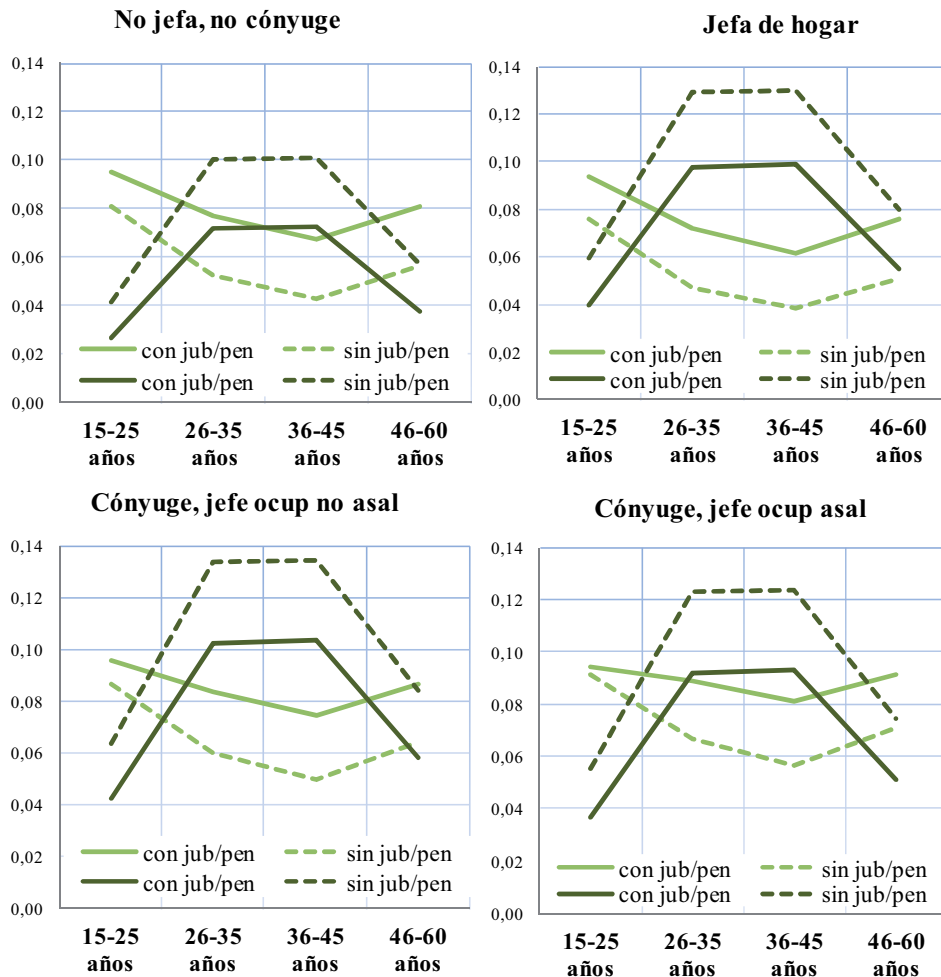 No jefa, no cónyuge
0,14
0,12
0,10
0,08
0,06
0,04
0,02
0,00
con jub/pen sin jub/pen
con jub/pen sin jub/pen
15-25 26-35 36-45 46-60
años años años años
Jefa de hogar
0,14
0,12
0,10
0,08
0,06
0,04
0,02
0,00
con jub/pen sin jub/pen
con jub/pen sin jub/pen
15-25 26-35 36-45 46-60
años años años años
Cónyuge, jefe ocup no asal
0,14
0,12
0,10
0,08
0,06
0,04
0,02
0,00
con jub/pen sin jub/pen
con jub/pen sin jub/pen
15-25 26-35 36-45 46-60
años años años años
Cónyuge, jefe ocup asal
0,14
0,12
0,10
0,08
0,06
0,04
0,02
0,00
con jub/pen sin jub/pen
con jub/pen sin jub/pen
15-25 26-35 36-45 46-60
años años años años